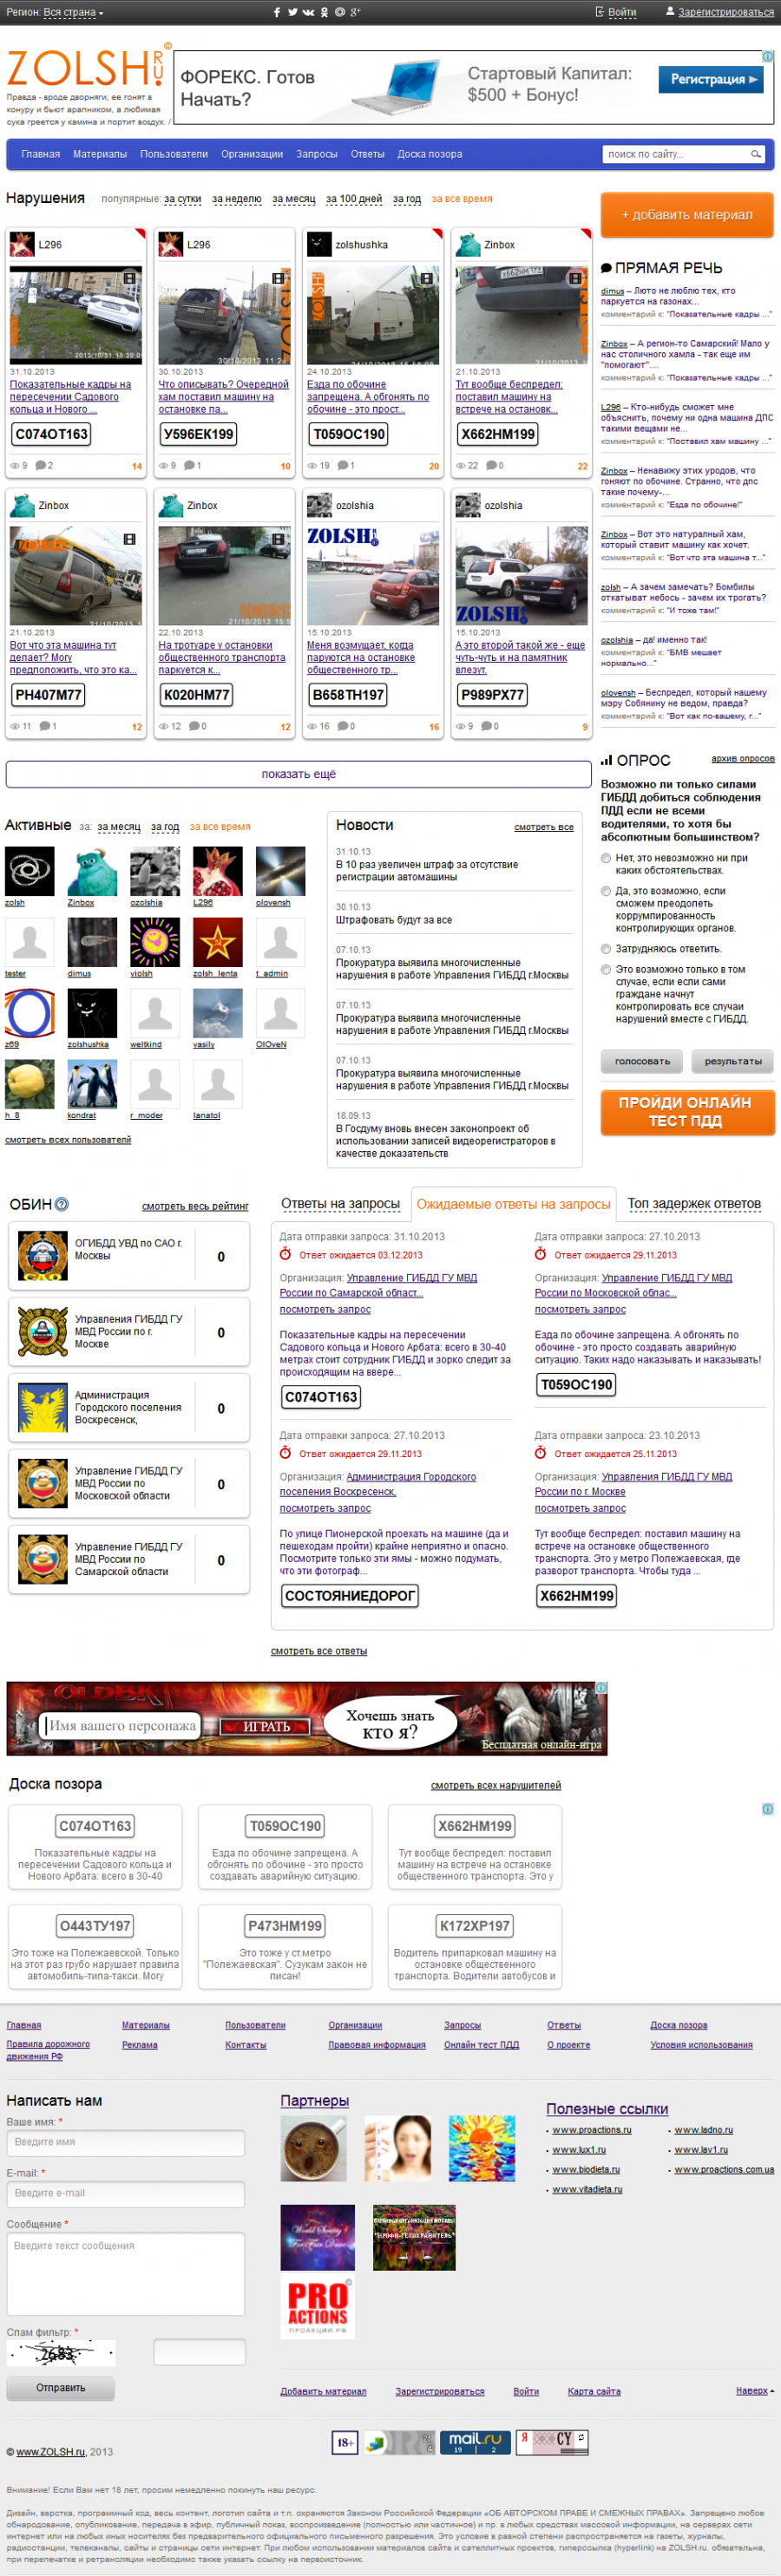 Регион: Вся страна
Войти
Зарегистрироваться
ZOLSH.RU©
Правда - вроде дворняги; ее гонят в
конуру и бьют арапником, а любимая
сука греется у камина и портит воздух. /
ФОРЕКС. Готов
Начать?
Стартовый Капитал:
$500 + Бонус!
Регистрация
Главная Материалы Пользователи Организации Запросы Ответы Доска позора
поиск по сайту...
Нарушения популярные: за сутки за неделю за месяц за 100 дней за год за все время
+ добавить материал
L296
31.10.2013
Показательные кадры на
пересечении Садового
кольца и Нового ...
С074ОТ163
9 2 14
L296
30.10.2013
Что описывать? Очередной
хам поставил машину на
остановке па...
У596ЕК199
9 1 10
zolshushka
24.10.2013
Езда по обочине
запрещена. А обгонять по
обочине - это прост...
Т059ОС190
19 1 20
Zinbox
21.10.2013
Тут вообще беспредел:
поставил машину на
встрече на остановк...
Х662НМ199
22 0 22
Zinbox
21.10.2013
Вот что эта машина тут
делает? Могу
предположить, что это ка...
РН407М77
11 1 12
Zinbox
22.10.2013
На тротуаре у остановки
общественного транспорта
паркуется к...
К020НМ77
12 0 12
ozolshia
15.10.2013
Меня возмущает, когда
паруются на остановке
общественного тр...
В658ТН197
16 0 16
ozolshia
15.10.2013
А это второй такой же - еще
чуть-чуть и на памятник
влезут.
Р989РХ77
9 0 9
показать ещё
ПРЯМАЯ РЕЧЬ
dimus – Люто не люблю тех, кто
паркуется на газонах...
комментарий к: "Показательные кадры ..."
Zinbox – А регион-то Самарский! Мало у
нас столичного хамла - так еще им
"помогают"....
комментарий к: "Показательные кадры ..."
L296 – Кто-нибудь сможет мне
объяснить, почему ни одна машина ДПС
такими вещами не...
комментарий к: "Поставил хам машину ..."
Zinbox – Ненавижу этих уродов, что
гоняют по обочине. Странно, что дпс
такие почему-...
комментарий к: "Езда по обочине!"
Zinbox – Вот это натуралный хам,
который ставит машину как хочет.
комментарий к: "Вот что эта машина т..."
zolsh – А зачем замечать? Бомбилы
откатыват небось - зачем их трогать?
комментарий к: "И тоже там!"
ozolshia – да! именно так!
комментарий к: "БМВ мешает
нормально..."
olovensh – Беспредел, который нашему
мэру Собянину не ведом, правда?
комментарий к: "Вот как по-вашему, г..."
ОПРОС архив опросов
Возможно ли только силами
ГИБДД добиться соблюдения
ПДД если не всеми
водителями, то хотя бы
абсолютным большинством?
Нет, это невозможно ни при
каких обстоятельствах.
Да, это возможно, если
сможем преодолеть
коррумпированность
контролирующих органов.
Затрудняюсь ответить.
Это возможно только в том
случае, если если сами
граждане начнут
контролировать все случаи
нарушений вместе с ГИБДД.
голосовать результаты
ПРОЙДИ ОНЛАЙН
ТЕСТ ПДД
Активные за: за месяц за год за все время
zolsh Zinbox ozolshia L296 olovensh
tester dimus violsh zolsh_lenta t_admin
z69 zolshushka weltkind vasily OlOveN
h_8 kondrat r_moder lanatol
смотреть всех пользователй
Новости смотреть все
31.10.13
В 10 раз увеличен штраф за отсутствие
регистрации автомашины
30.10.13
Штрафовать будут за все
07.10.13
Прокуратура выявила многочисленные
нарушения в работе Управления ГИБДД г.Москвы
07.10.13
Прокуратура выявила многочисленные
нарушения в работе Управления ГИБДД г.Москвы
07.10.13
Прокуратура выявила многочисленные
нарушения в работе Управления ГИБДД г.Москвы
18.09.13
В Госдуму вновь внесен законопроект об
использовании записей видеорегистраторов в
качестве доказательств
ОБИН ? смотреть весь рейтинг
ОГИБДД УВД по САО г.
Москвы
0
Управления ГИБДД ГУ
МВД России по г.
Москве
0
Администрация
Городского поселения
Воскресенск,
0
Управление ГИБДД ГУ
МВД России по
Московской области
0
Управление ГИБДД ГУ
МВД России по
Самарской области
0
Ответы на запросы Ожидаемые ответы на запросы Топ задержек ответов
Дата отправки запроса: 31.10.2013
Ответ ожидается 03.12.2013
Организация: Управление ГИБДД ГУ МВД
России по Самарской област...
посмотреть запрос
Показательные кадры на пересечении
Садового кольца и Нового Арбата: всего в 30-40
метрах стоит сотрудник ГИБДД и зорко следит за
происходящим на ввере...
С074ОТ163
Дата отправки запроса: 27.10.2013
Ответ ожидается 29.11.2013
Организация: Управление ГИБДД ГУ МВД
России по Московской облас...
посмотреть запрос
Езда по обочине запрещена. А обгонять по
обочине - это просто создавать аварийную
ситуацию. Таких надо наказывать и наказывать!
Т059ОС190
Дата отправки запроса: 27.10.2013
Ответ ожидается 29.11.2013
Организация: Администрация Городского
поселения Воскресенск,
посмотреть запрос
По улице Пионерской проехать на машине (да и
пешеходам пройти) крайне неприятно и опасно.
Посмотрите только эти ямы - можно подумать,
что эти фотограф...
СОСТОЯНИЕДОРОГ
Дата отправки запроса: 23.10.2013
Ответ ожидается 25.11.2013
Организация: Управления ГИБДД ГУ МВД
России по г. Москве
посмотреть запрос
Тут вообще беспредел: поставил машину на
встрече на остановке общественного
транспорта. Это у метро Полежаевская, где
разворот транспорта. Чтобы туда ...
Х662НМ199
смотреть все ответы
OLDBK
Имя вашего персонажа
ИГРАТЬ
Хочешь знать
кто я?
Бесплатная онлайн-игра
Доска позора смотреть всех нарушителей
С074ОТ163
Показательные кадры на
пересечении Садового кольца и
Нового Арбата: всего в 30-40
Т059ОС190
Езда по обочине запрещена. А
обгонять по обочине - это просто
создавать аварийную ситуацию.
Х662НМ199
Тут вообще беспредел: поставил
машину на встрече на остановке
общественного транспорта. Это у
О443ТУ197
Это тоже на Полежаевской. Только
на этот раз грубо нарушает правила
автомобиль-типа-такси. Могу
Р473НМ199
Это тоже у ст.метро
"Полежаевская". Сузукам закон не
писан!
К172ХР197
Водитель припарковал машину на
остановке общественного
транспорта. Водители автобусов и
Главная Материалы Пользователи Организации Запросы Ответы Доска позора
Правила дорожного
движения РФ
Реклама Контакты Правовая информация Онлайн тест ПДД О проекте Условия использования
Написать нам
Ваше имя: *
Введите имя
E-mail: *
Введите e-mail
Сообщение *
Введите текст сообщения
Спам фильтр: *
Отправить
Партнеры
PRO
ACTIONS
ПРОАКЦИИ.РФ
Полезные ссылки
www.proactions.ru
www.ladno.ru
www.lux1.ru
www.lav1.ru
www.biodieta.ru
www.proactions.com.ua
www.vitadieta.ru
Добавить материал Зарегистрироваться Войти Карта сайта Наверх
© www.ZOLSH.ru, 2013
18+
mail.ru
19 2
Я CY
Внимание! Если Вам нет 18 лет, просим немедленно покинуть наш ресурс.
Дизайн, верстка, программный код, весь контент, логотип сайта и т.п. охраняются Законом Российской Федерации «ОБ АВТОРСКОМ ПРАВЕ И СМЕЖНЫХ ПРАВАХ». Запрещено любое
обнародование, опубликование, передача в эфир, публичный показ, воспроизведение (полностью или частичное) и пр. в любых средствах массовой информации, на серверах сети
интернет или на любых иных носителях без предварительного официального письменного разрешения. Это условие в равной степени распространяется на газеты, журналы,
радиостанции, телеканалы, сайты и страницы сети интернет. При любом использовании материалов сайта и сателлитных проектов, гиперссылка (hyperlink) на ZOLSH.ru. обязательна,
при перепечатке и ретрансляции необходимо также указать ссылку на первоисточник.